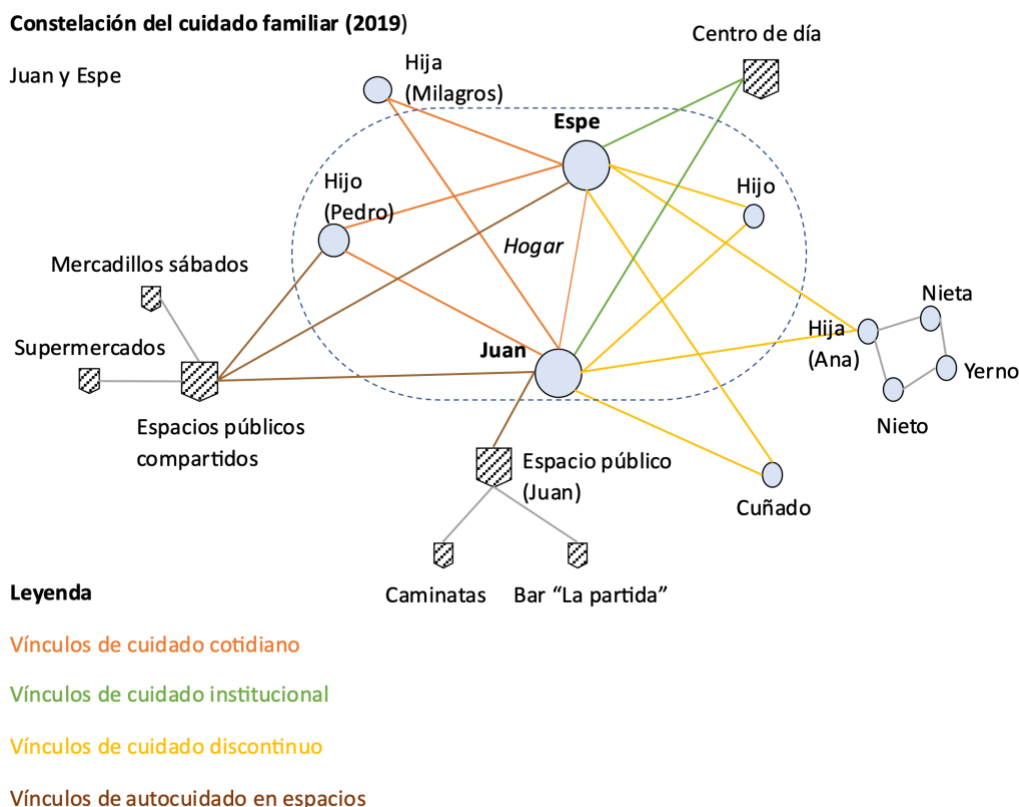 Constelación del cuidado familiar (2019)
Juan y Espe
Centro de día
Hija
(Milagros)
Espe
Hijo
(Pedro)
Hijo
Hogar
Mercadillos sábados
Nieta
Supermercados
Juan
Hija
(Ana)
Yerno
Espacios públicos
compartidos
Nieto
Espacio público
(Juan)
Cuñado
Caminatas
Bar “La partida”
Leyenda
Vínculos de cuidado cotidiano
Vínculos de cuidado institucional
Vínculos de cuidado discontinuo
Vínculos de autocuidado en espacios